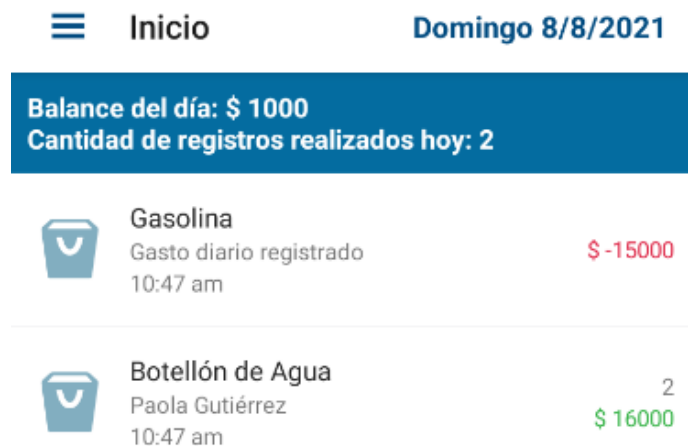 Inicio Domingo 8/8/2021
Balance del día: $ 1000
Cantidad de registros realizados hoy: 2
Gasolina
Gasto diario registrado
$ -15000
10:47 am
Botellón de Agua
2
Paola Gutiérrez
$ 16000
10:47 am